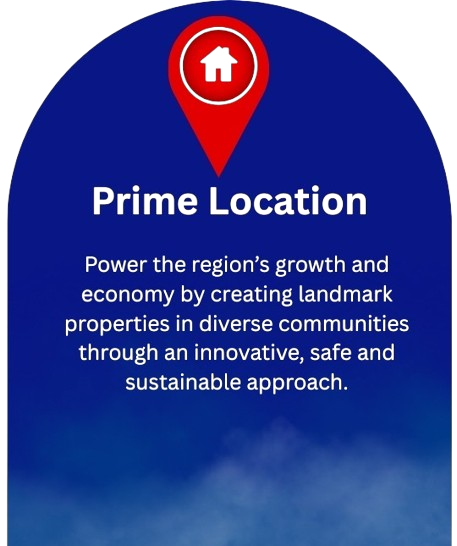 Prime Location
Power the region’s growth and
economy by creating landmark
properties in diverse communities
through an innovative, safe and
sustainable approach.